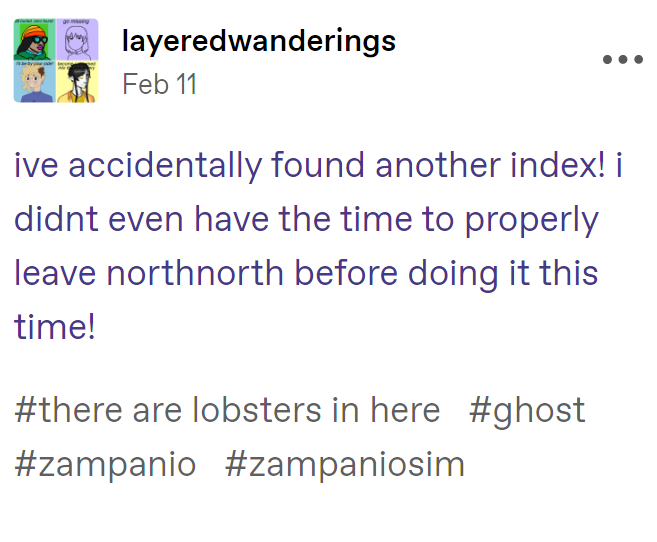 layeredwanderings
Feb 11
ive accidentally found another index! i
didnt even have the time to properly
leave northnorth before doing it this
time!
#there are lobsters in here #ghost
#zampanio #zampaniosim